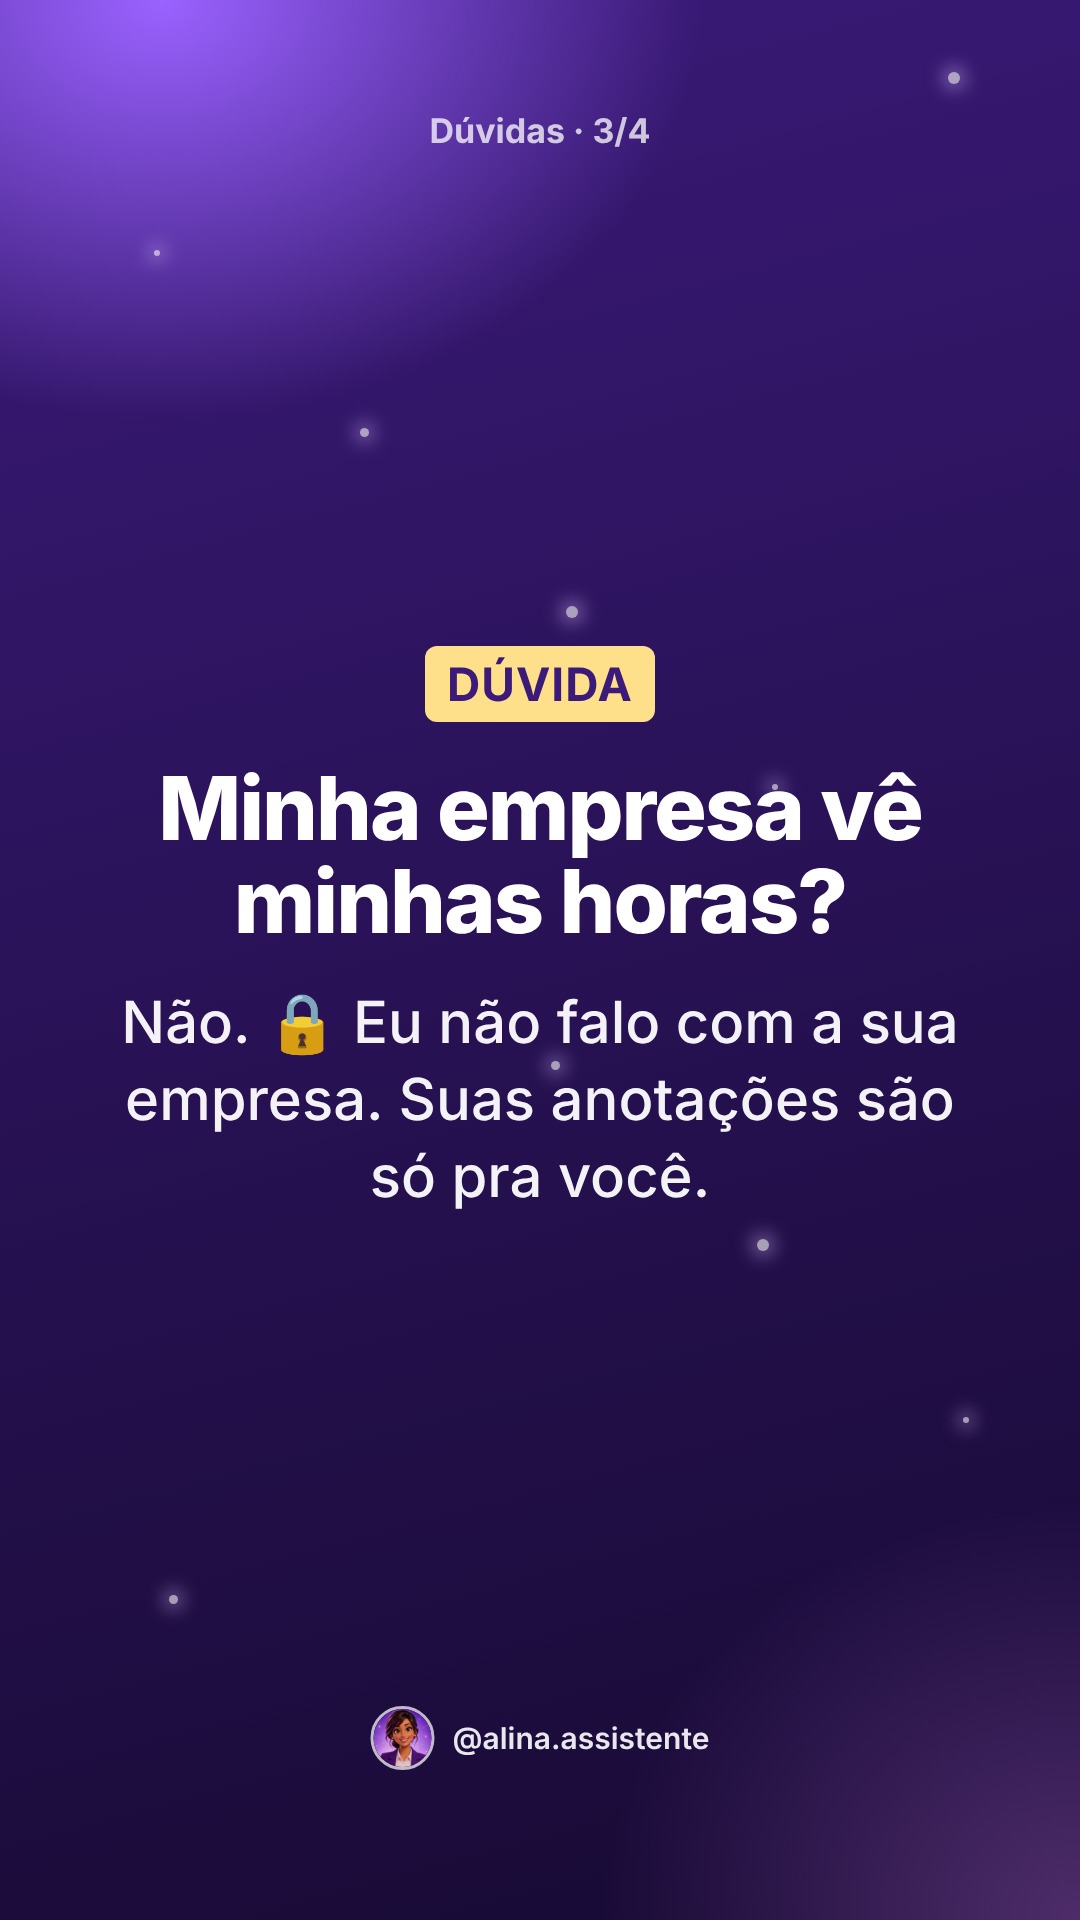 Dúvidas · 3/4
DÚVIDA
Minha empresa vê
minhas horas?
Não. 🔒 Eu não falo com a sua
empresa. Suas anotações são
só pra você.
@alina.assistente